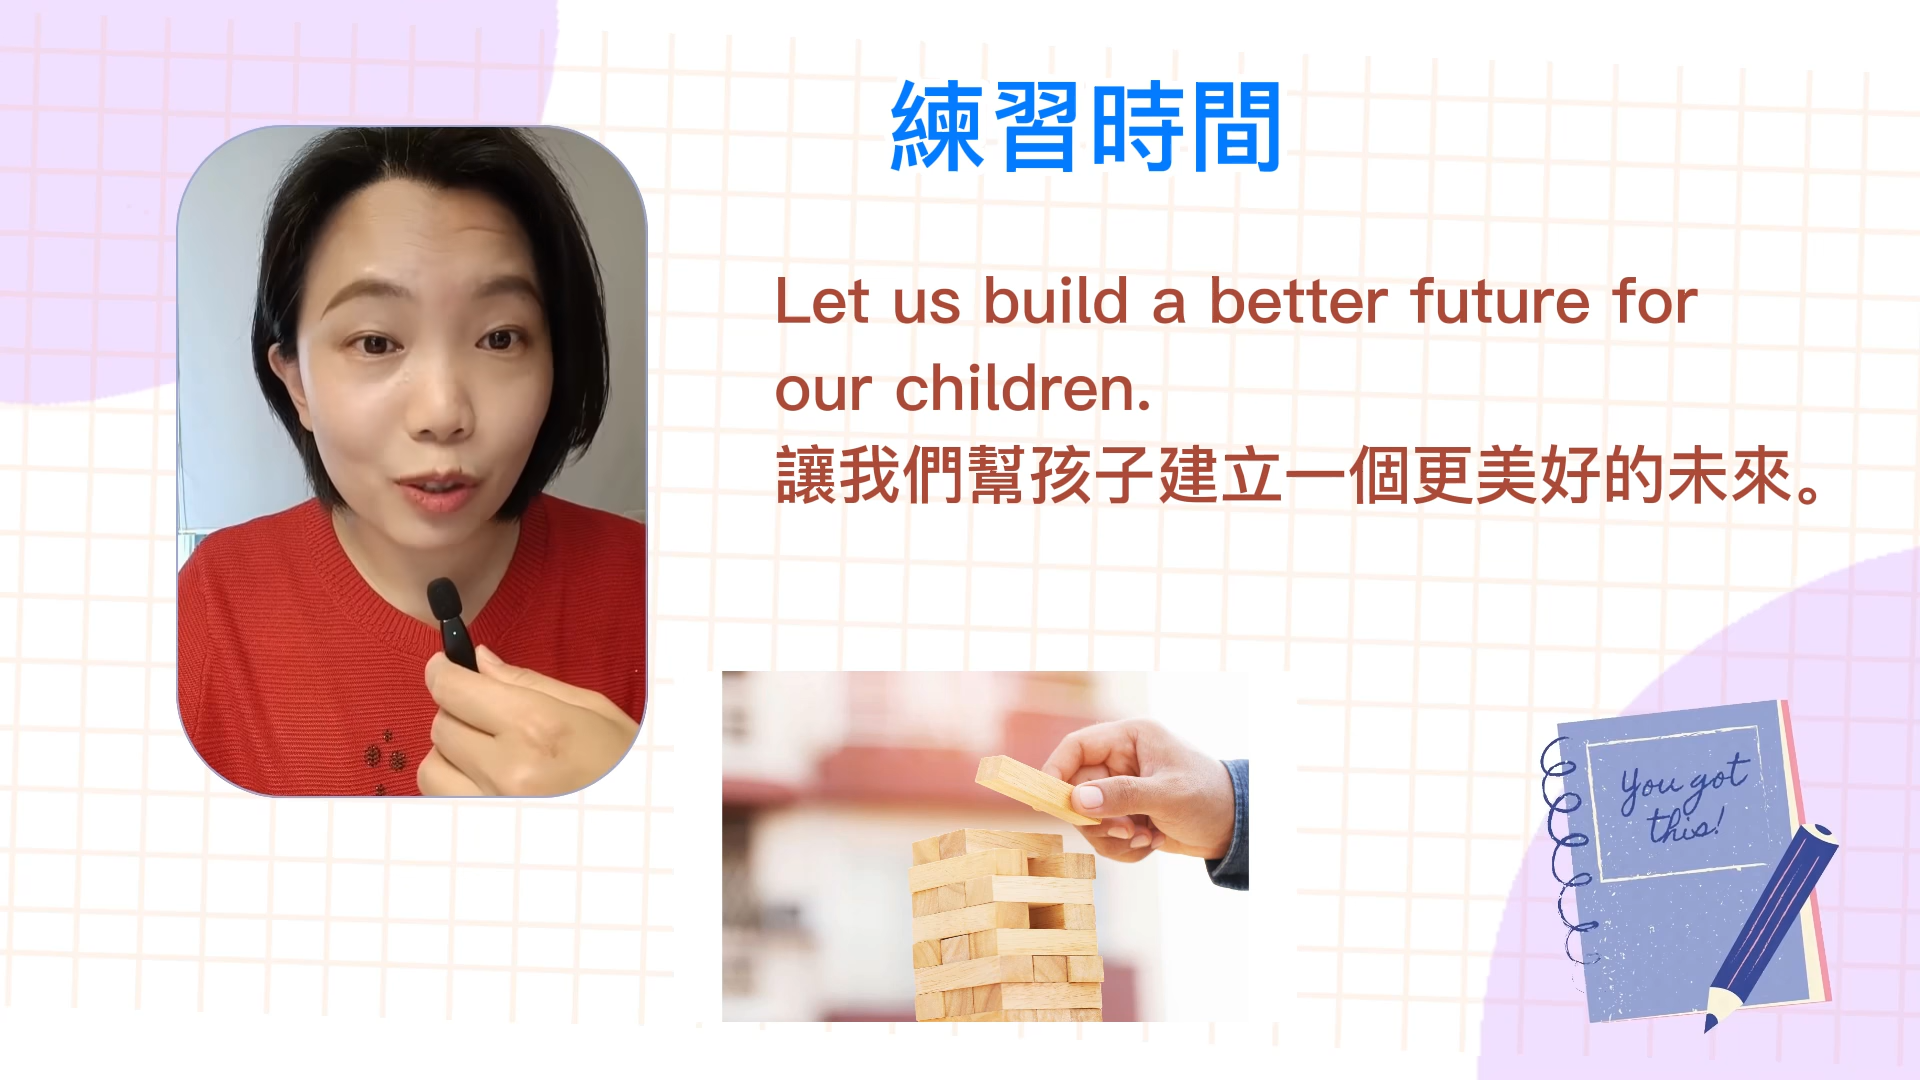 練習時間
Let us build a better future for
our children.
讓我們幫孩子建立一個更美好的未來。
You got
this!